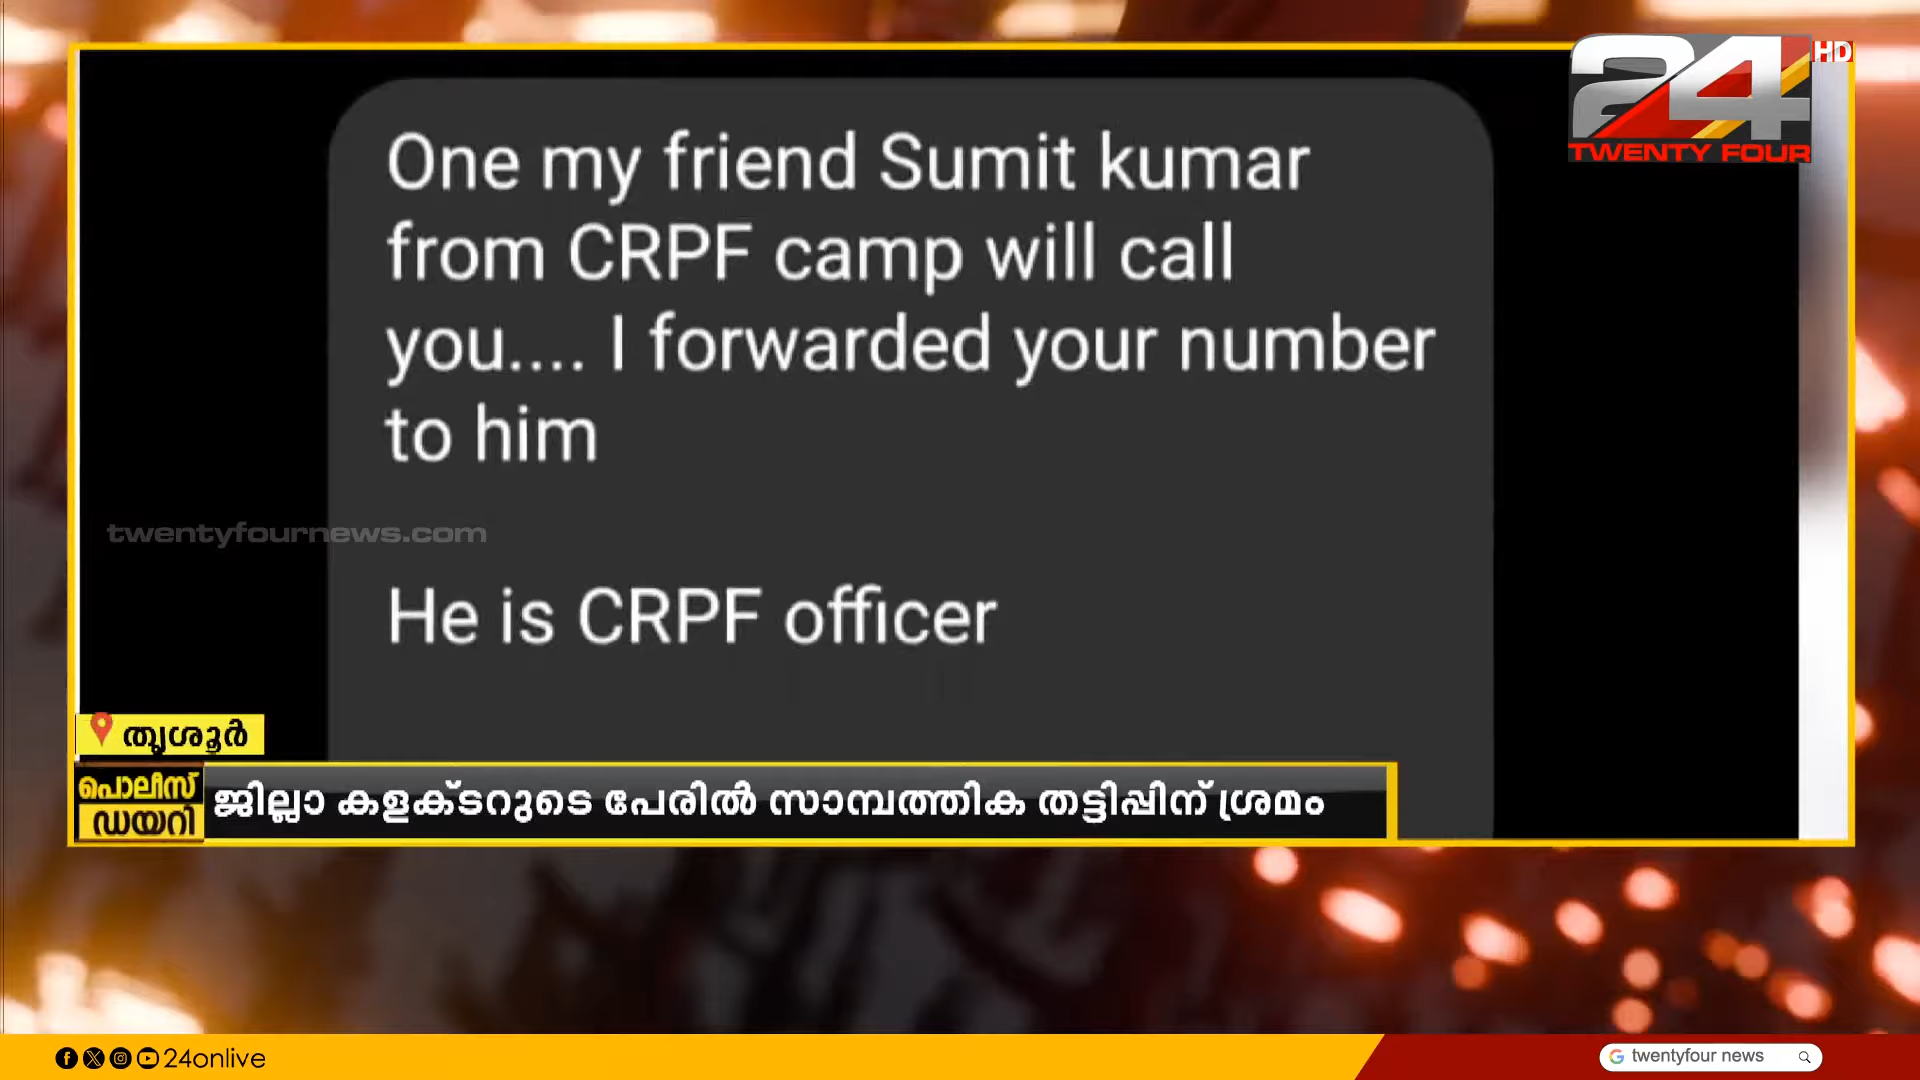 24
HD
TWENTY FOUR
One my friend Sumit kumar
from CRPF camp will call
you.... I forwarded your number
to him
twentyfournews.com
He is CRPF officer
തൃശൂർ
പൊലീസ്
ഡയറി
ജില്ലാ കളക്ടറുടെ പേരിൽ സാമ്പത്തിക തട്ടിപ്പിന് ശ്രമം
24onlive
twentyfour news